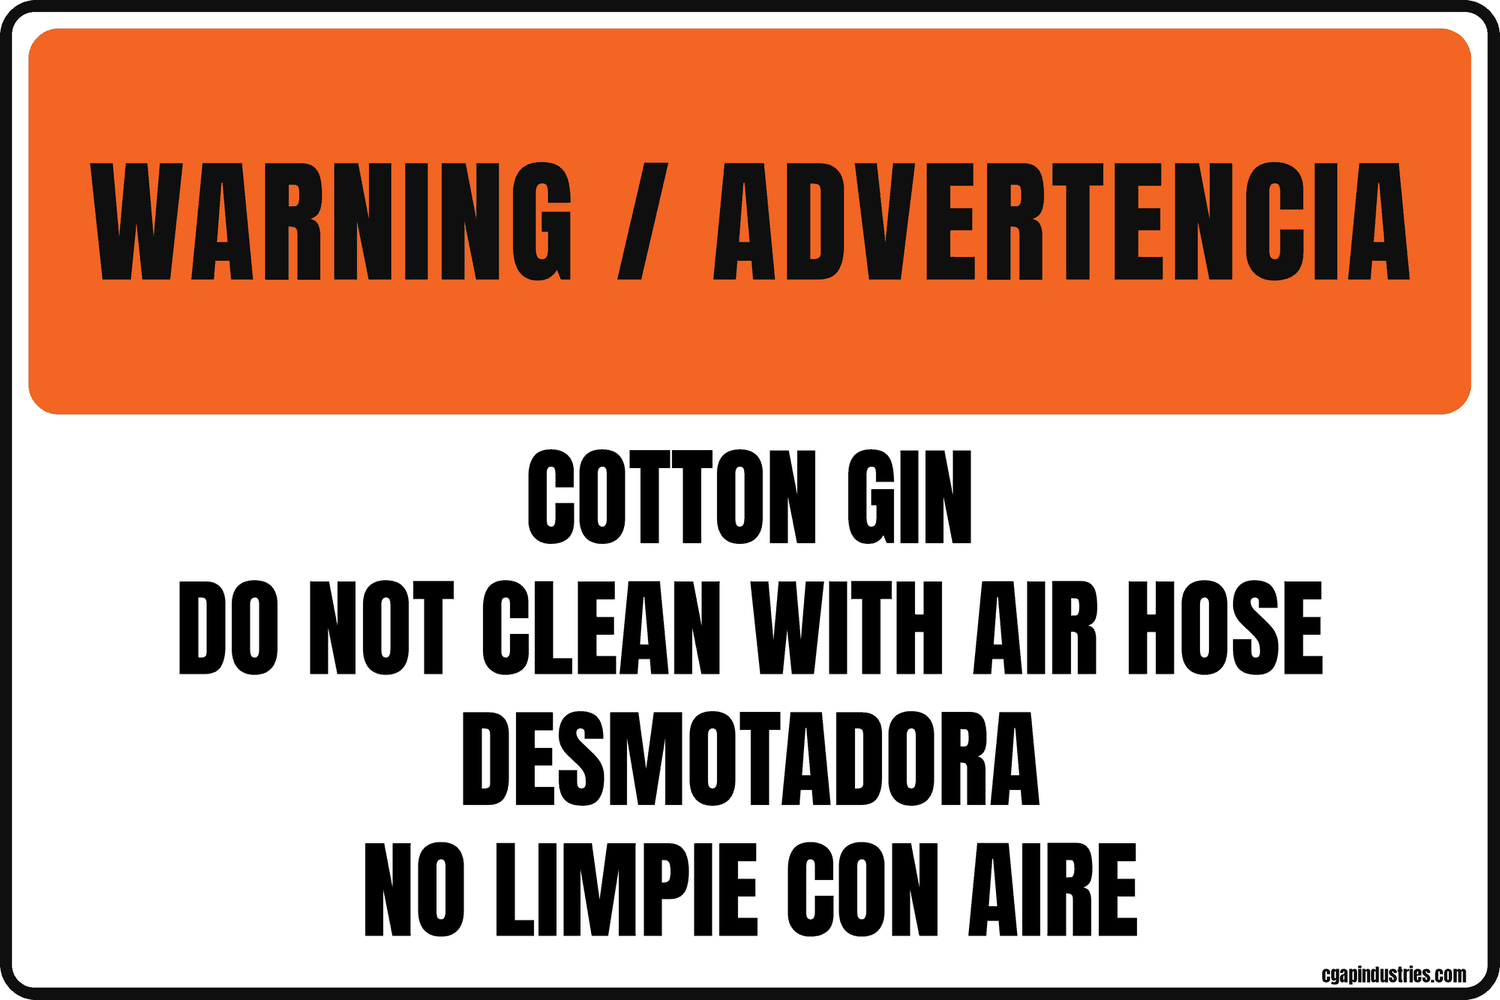 WARNING / ADVERTENCIA
COTTON GIN
DO NOT CLEAN WITH AIR HOSE
DESMOTADORA
NO LIMPIE CON AIRE
cgapindustries.com